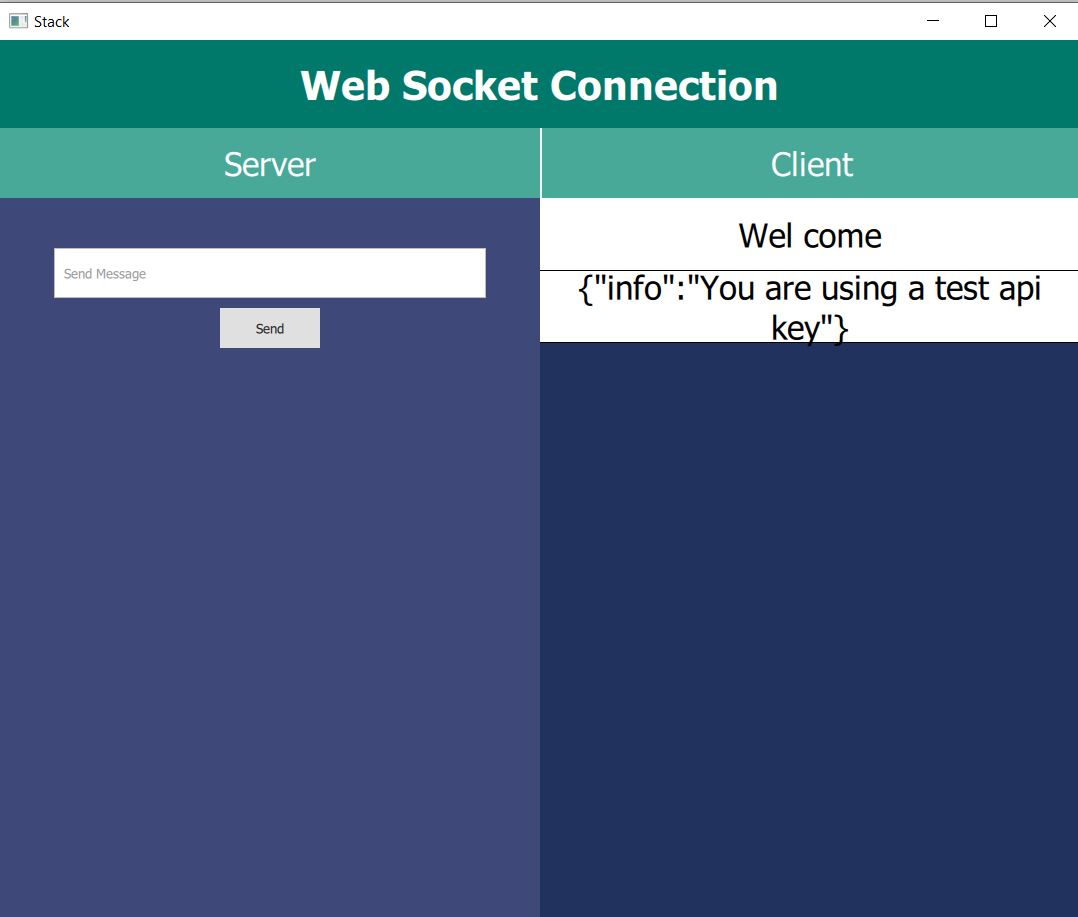 Stack
Web Socket Connection
Server
Client
Send Message
Send
Wel come
{"info":"You are using a test api
key"}